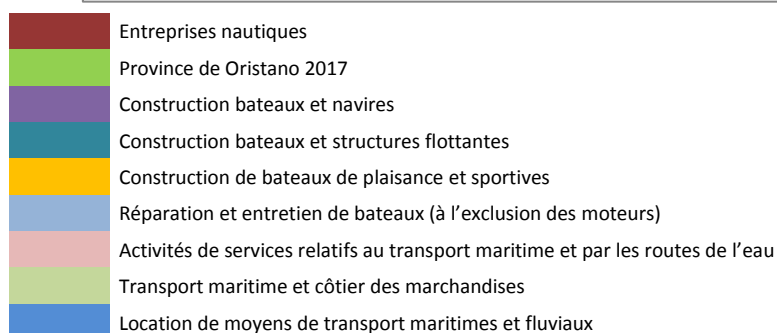 Entreprises nautiques
Province de Oristano 2017
Construction bateaux et navires
Construction bateaux et structures flottantes
Construction de bateaux de plaisance et sportives
Réparation et entretien de bateaux (à l’exclusion des moteurs)
Activités de services relatifs au transport maritime et par les routes de l’eau
Transport maritime et côtier des marchandises
Location de moyens de transport maritimes et fluviaux